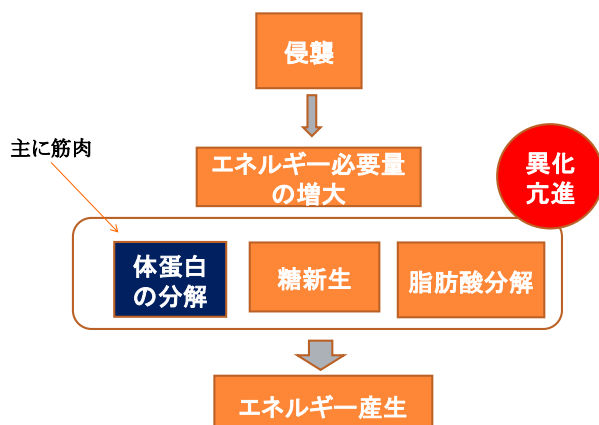 侵襲
主に筋肉
エネルギー必要量
の増大
異化
亢進
体蛋白
の分解
糖新生
脂肪酸分解
エネルギー産生